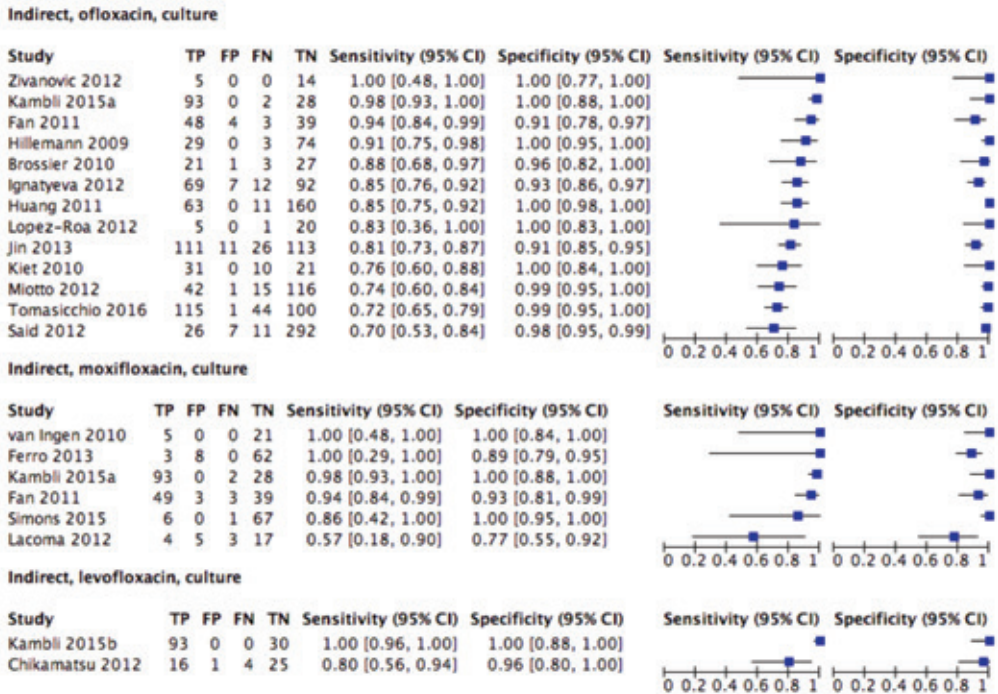 Indirect, ofloxacin, culture
Study TP FP FN TN Sensitivity (95% CI) Specificity (95% CI) Sensitivity (95% CI) Specificity (95% CI)
Zivanovic 2012 5 0 0 14 1.00 [0.48, 1.00] 1.00 [0.77, 1.00]
Kambli 2015a 93 0 2 28 0.98 [0.93, 1.00] 1.00 [0.88, 1.00]
Fan 2011 48 4 3 39 0.94 [0.84, 0.99] 0.91 [0.78, 0.97]
Hillemann 2009 29 0 3 74 0.91 [0.75, 0.98] 1.00 [0.95, 1.00]
Brossier 2010 21 1 3 27 0.88 [0.68, 0.97] 0.96 [0.82, 1.00]
Ignatyeva 2012 69 7 12 92 0.85 [0.76, 0.92] 0.93 [0.86, 0.97]
Huang 2011 63 0 11 160 0.85 [0.75, 0.92] 1.00 [0.98, 1.00]
Lopez-Roa 2012 5 0 1 20 0.83 [0.36, 1.00] 1.00 [0.83, 1.00]
Jin 2013 111 11 26 113 0.81 [0.73, 0.87] 0.91 [0.85, 0.95]
Kiet 2010 31 0 10 21 0.76 [0.60, 0.88] 1.00 [0.84, 1.00]
Miotto 2012 42 1 15 116 0.74 [0.60, 0.84] 0.99 [0.95, 1.00]
Tomasicchio 2016 115 1 44 100 0.72 [0.65, 0.79] 0.99 [0.95, 1.00]
Said 2012 26 7 11 292 0.70 [0.53, 0.84] 0.98 [0.95, 0.99]
0 0.2 0.4 0.6 0.8 1 0 0.2 0.4 0.6 0.8 1
Indirect, moxifloxacin, culture
Study TP FP FN TN Sensitivity (95% CI) Specificity (95% CI) Sensitivity (95% CI) Specificity (95% CI)
van Ingen 2010 5 0 0 21 1.00 [0.48, 1.00] 1.00 [0.84, 1.00]
Ferro 2013 3 8 0 62 1.00 [0.29, 1.00] 0.89 [0.79, 0.95]
Kambli 2015a 93 0 2 28 0.98 [0.93, 1.00] 1.00 [0.88, 1.00]
Fan 2011 49 3 3 39 0.94 [0.84, 0.99] 0.93 [0.81, 0.99]
Simons 2015 6 0 1 67 0.86 [0.42, 1.00] 1.00 [0.95, 1.00]
Lacoma 2012 4 5 3 17 0.57 [0.18, 0.90] 0.77 [0.55, 0.92]
0 0.2 0.4 0.6 0.8 1 0 0.2 0.4 0.6 0.8 1
Indirect, levofloxacin, culture
Study TP FP FN TN Sensitivity (95% CI) Specificity (95% CI) Sensitivity (95% CI) Specificity (95% CI)
Kambli 2015b 93 0 0 30 1.00 [0.96, 1.00] 1.00 [0.88, 1.00]
Chikamatsu 2012 16 1 4 25 0.80 [0.56, 0.94] 0.96 [0.80, 1.00]
0 0.2 0.4 0.6 0.8 1 0 0.2 0.4 0.6 0.8 1